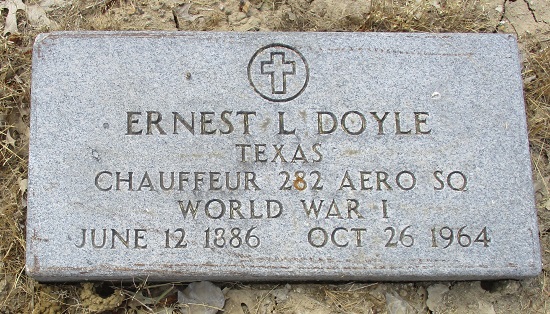 ERNEST L DOYLE
TEXAS
CHAUFFEUR 282 AERO SQ
WORLD WAR I
JUNE 12 1886 OCT 26 1964